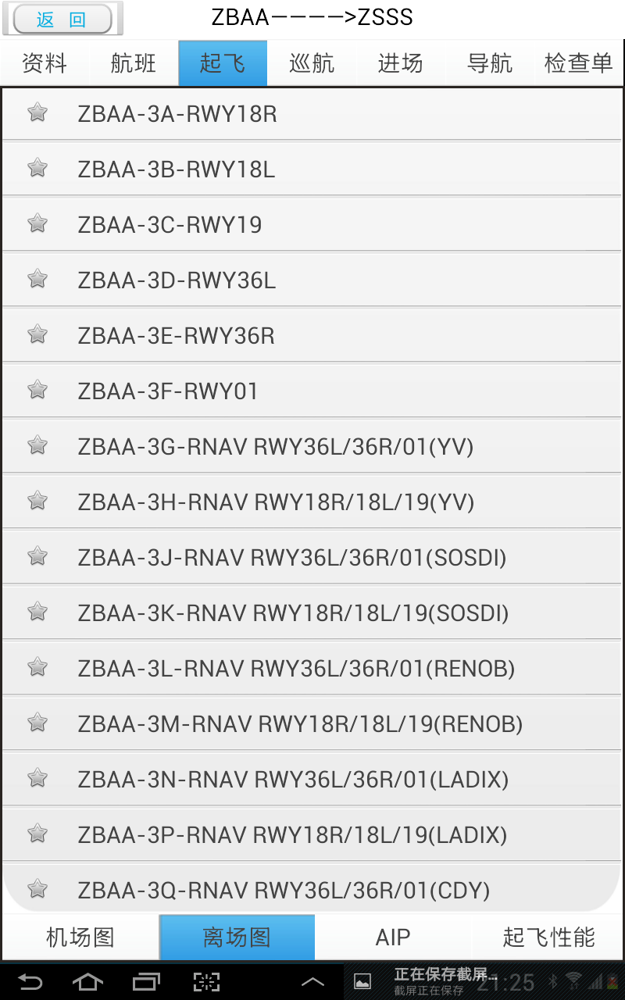 返 回
ZBAA————>ZSSS
资料 航班 起飞 巡航 进场 导航 检查单
ZBAA-3A-RWY18R
ZBAA-3B-RWY18L
ZBAA-3C-RWY19
ZBAA-3D-RWY36L
ZBAA-3E-RWY36R
ZBAA-3F-RWY01
ZBAA-3G-RNAV RWY36L/36R/01(YV)
ZBAA-3H-RNAV RWY18R/18L/19(YV)
ZBAA-3J-RNAV RWY36L/36R/01(SOSDI)
ZBAA-3K-RNAV RWY18R/18L/19(SOSDI)
ZBAA-3L-RNAV RWY36L/36R/01(RENOB)
ZBAA-3M-RNAV RWY18R/18L/19(RENOB)
ZBAA-3N-RNAV RWY36L/36R/01(LADIX)
ZBAA-3P-RNAV RWY18R/18L/19(LADIX)
ZBAA-3Q-RNAV RWY36L/36R/01(CDY)
机场图 离场图 AIP 起飞性能
正在保存截屏...
21:25
截屏正在保存